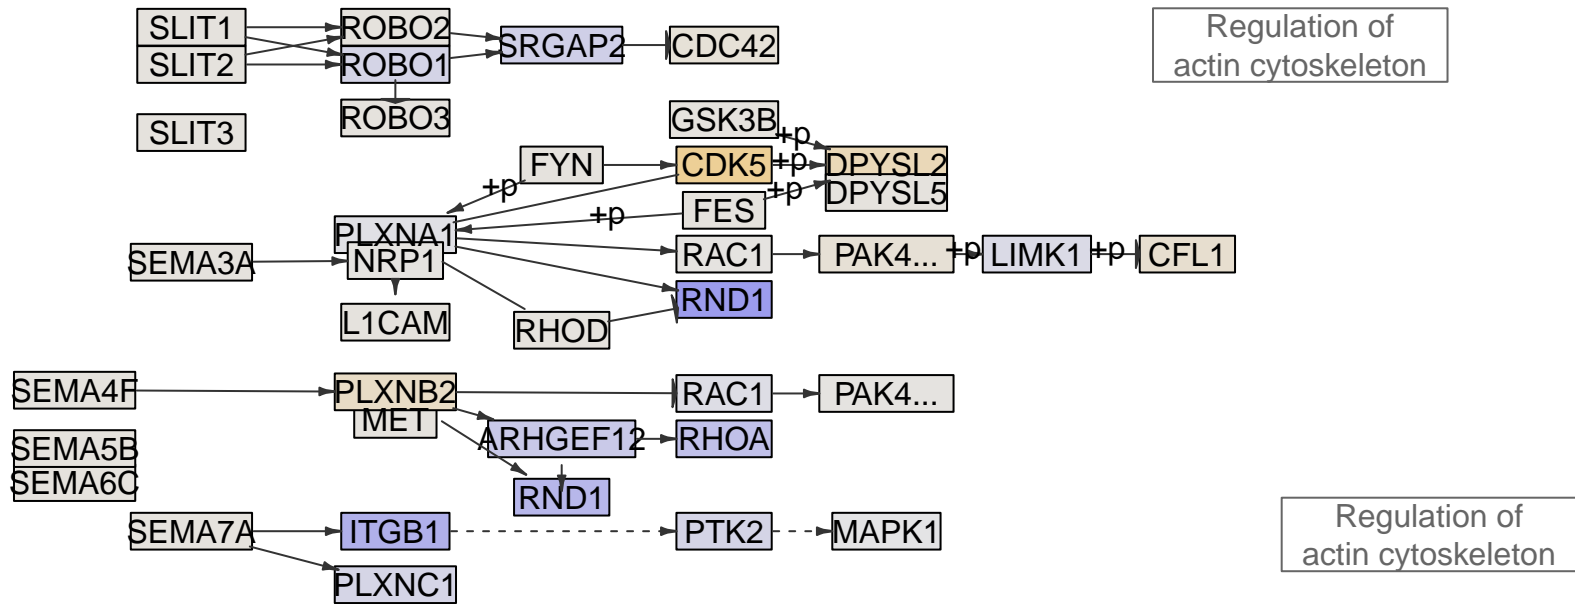 SLIT1
ROBO2
SRGAP2
CDC42
Regulation of
actin cytoskeleton
SLIT2
ROBO1
SLIT3
ROBO3
GSK3B
+p
FYN
CDK5
+p
DPYSL2
+p
FES
+p
DPYSL5
PLXNA1
+p
SEMA3A
NRP1
RAC1
PAK4...
+p
LIMK1
+p
CFL1
RND1
L1CAM
RHOD
SEMA4F
PLXNB2
RAC1
PAK4...
MET
ARHGEF12
RHOA
SEMA5B
SEMA6C
RND1
SEMA7A
ITGB1
PTK2
MAPK1
Regulation of
actin cytoskeleton
PLXNC1